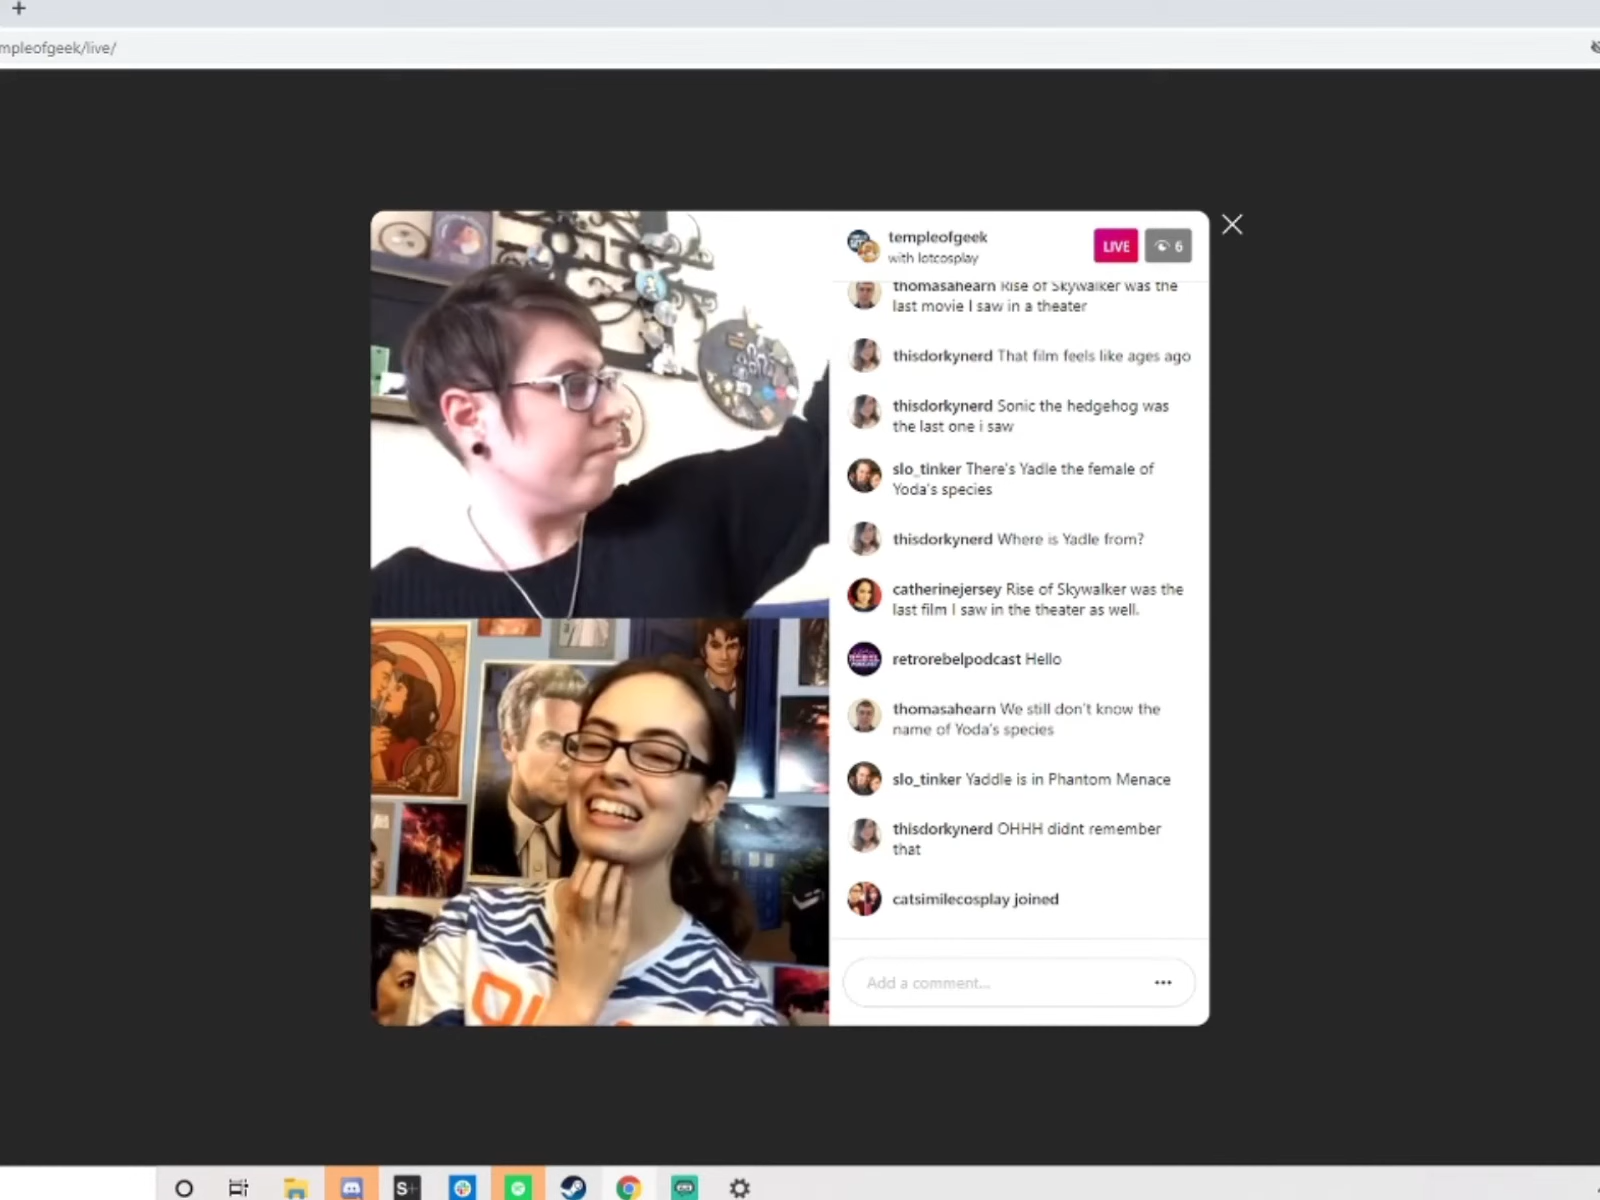 mpleofgeek/live/
templeofgeek
with lotcosplay
LIVE
6
thomasahearn Rise of Skywalker was the
last movie I saw in a theater
thisdorkynerd That film feels like ages ago
thisdorkynerd Sonic the hedgehog was
the last one i saw
slo_tinker There's Yadle the female of
Yoda's species
thisdorkynerd Where is Yadle from?
catherinejersey Rise of Skywalker was the
last film I saw in the theater as well.
retrorebelpodcast Hello
thomasahearn We still don't know the
name of Yoda's species
slo_tinker Yaddle is in Phantom Menace
thisdorkynerd OHHH didnt remember
that
catsimilecosplay joined
Add a comment...
S+